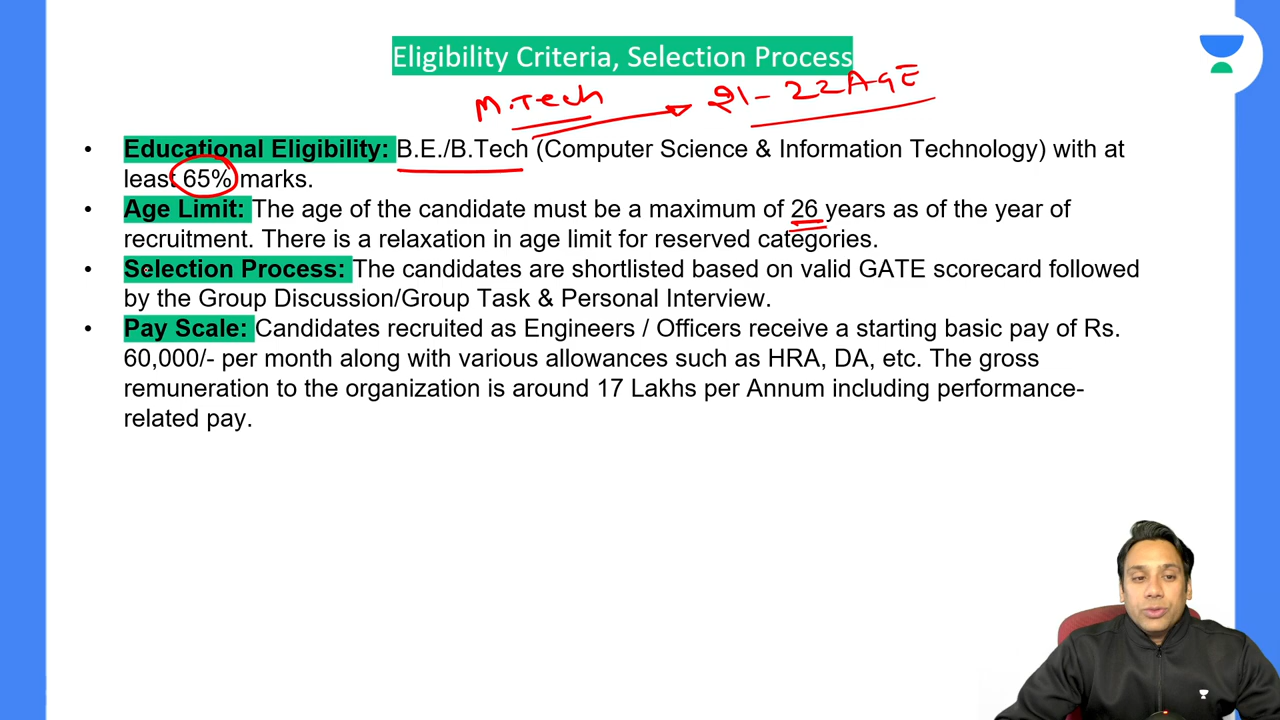 Eligibility Criteria, Selection Process
M.Tech → 21-22 AGE
• Educational Eligibility: B.E./B.Tech (Computer Science & Information Technology) with at
least 65% marks.
• Age Limit: The age of the candidate must be a maximum of 26 years as of the year of
recruitment. There is a relaxation in age limit for reserved categories.
• Selection Process: The candidates are shortlisted based on valid GATE scorecard followed
by the Group Discussion/Group Task & Personal Interview.
• Pay Scale: Candidates recruited as Engineers / Officers receive a starting basic pay of Rs.
60,000/- per month along with various allowances such as HRA, DA, etc. The gross
remuneration to the organization is around 17 Lakhs per Annum including performance-
related pay.